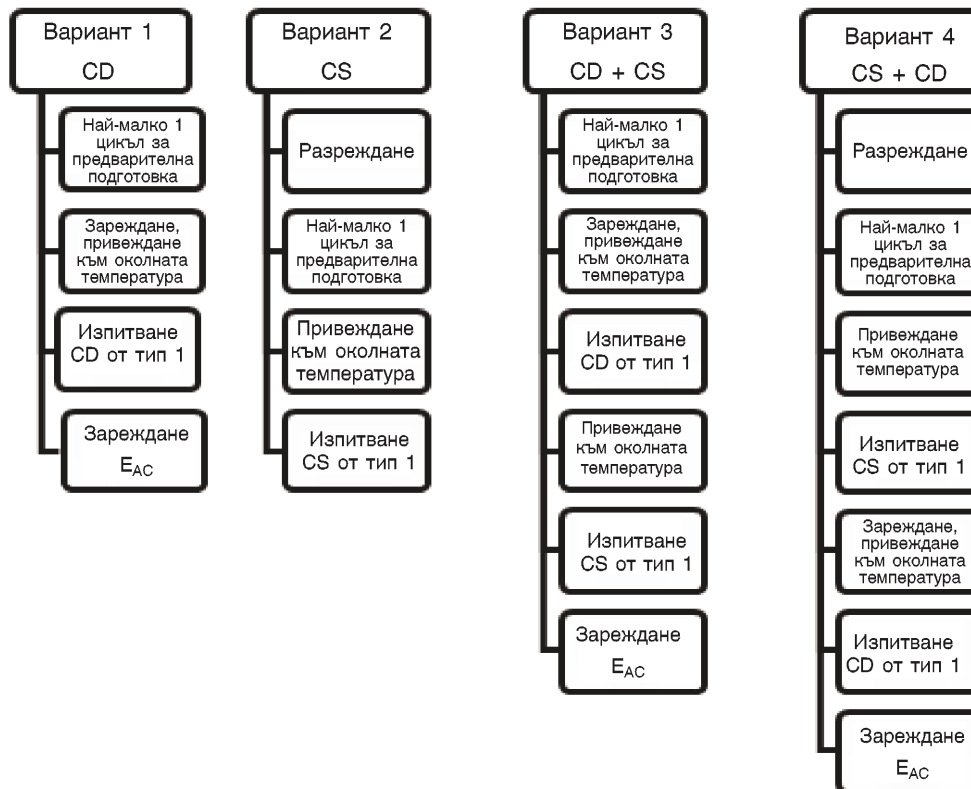 Вариант 1
CD
Най-малко 1
цикъл за
предварителна
подготовка
Зареждане,
привеждане
към околната
температура
Изпитване
CD от тип 1
Зареждане
EAC
Вариант 2
CS
Разреждане
Най-малко 1
цикъл за
предварителна
подготовка
Привеждане
към околната
температура
Изпитване
CS от тип 1
Вариант 3
CD + CS
Най-малко 1
цикъл за
предварителна
подготовка
Зареждане,
привеждане
към околната
температура
Изпитване
CD от тип 1
Привеждане
към околната
температура
Изпитване
CS от тип 1
Зареждане
EAC
Вариант 4
CS + CD
Разреждане
Най-малко 1
цикъл за
предварителна
подготовка
Привеждане
към околната
температура
Изпитване
CS от тип 1
Зареждане,
привеждане
към околната
температура
Изпитване
CD от тип 1
Зареждане
EAC